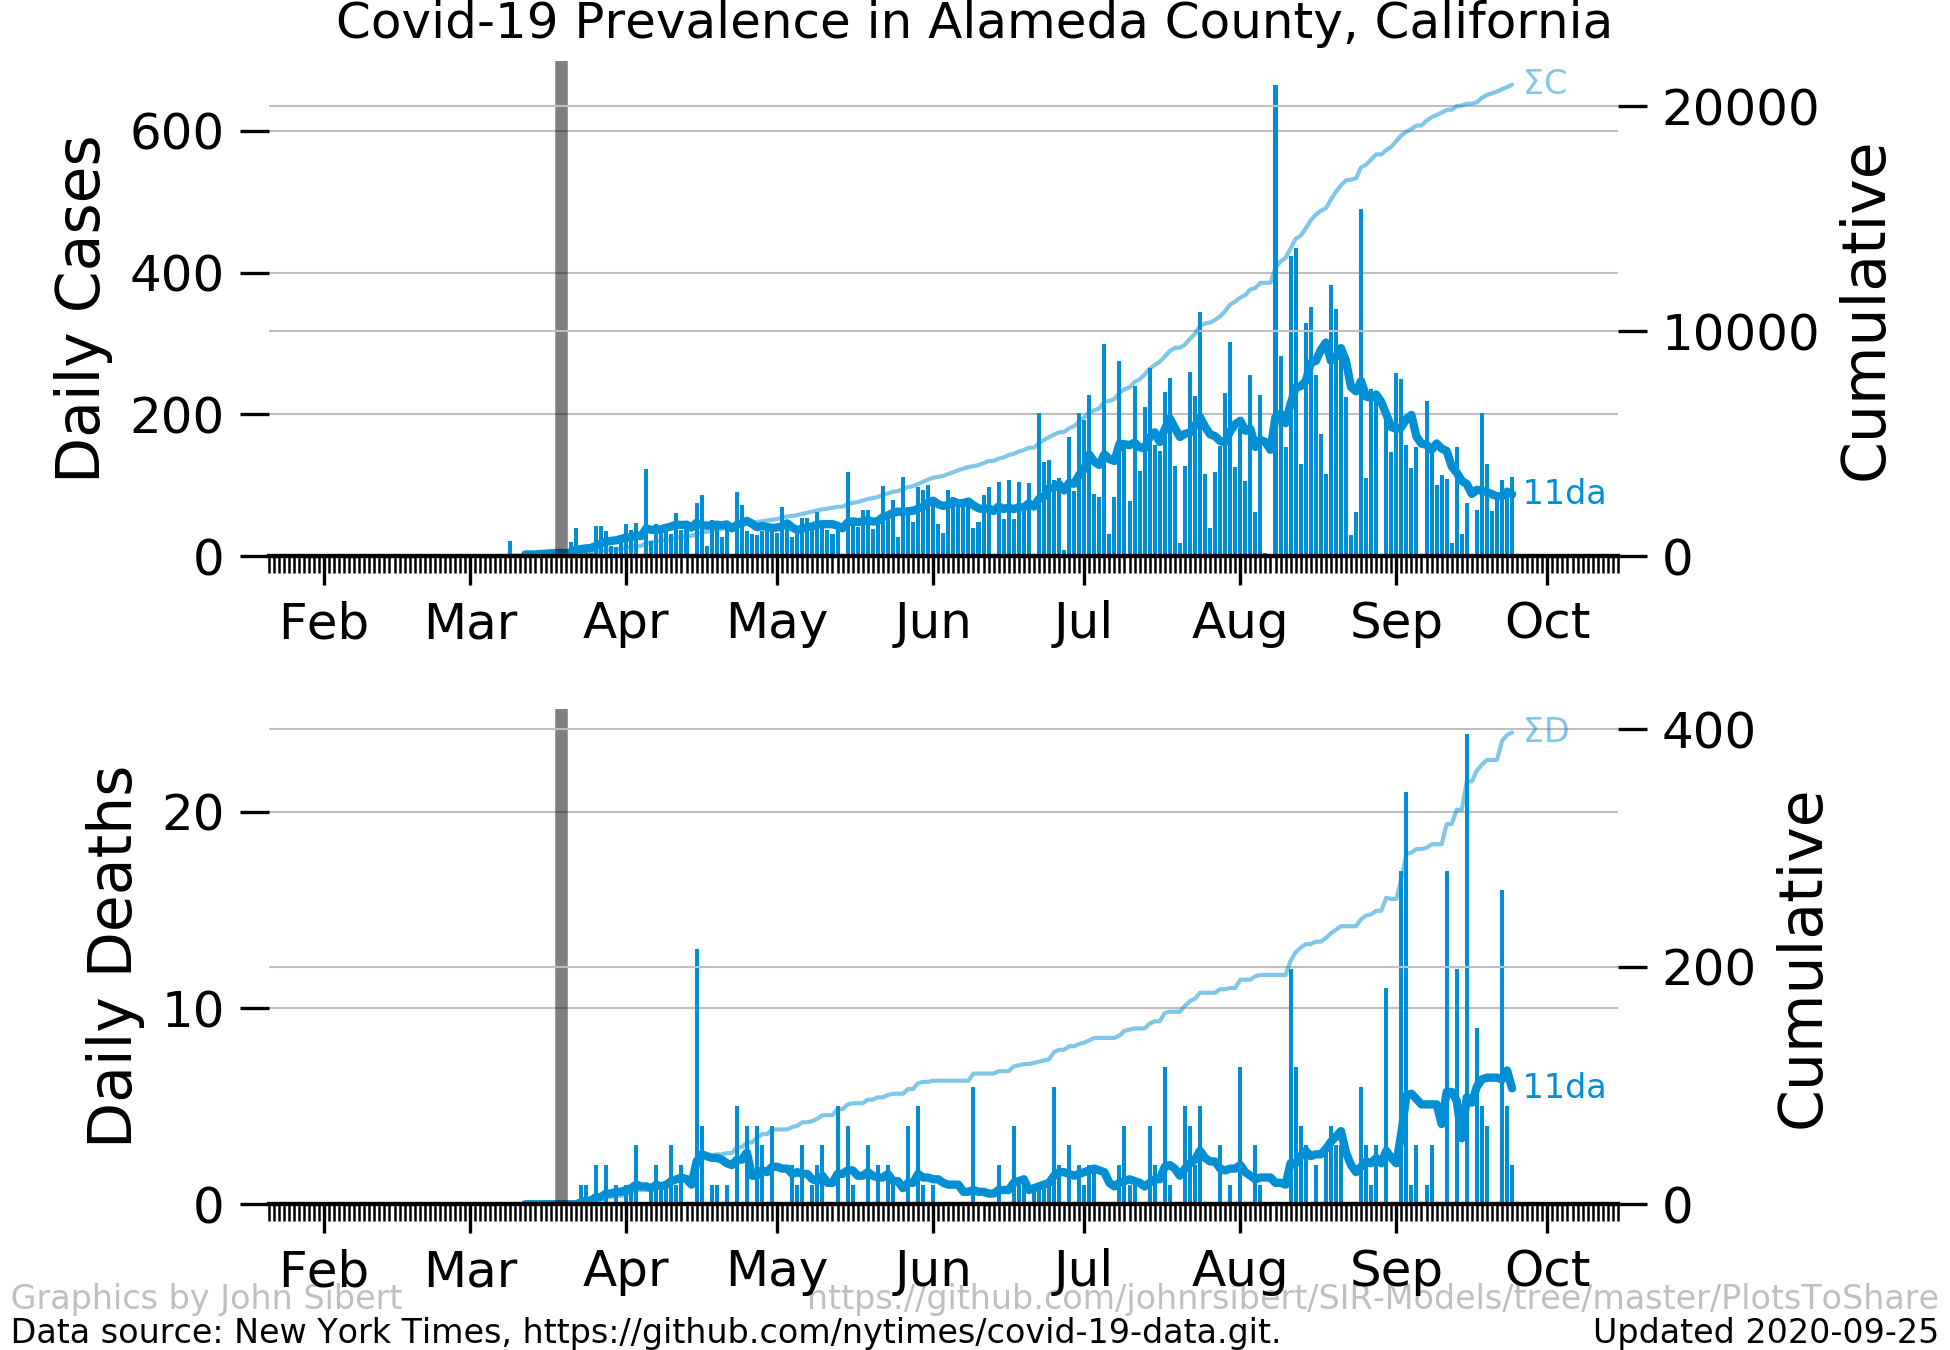 Covid-19 Prevalence in Alameda County, California
Daily Cases
600
400
200
0
ΣC
11da
20000
10000
0
Cumulative
Feb Mar Apr May Jun Jul Aug Sep Oct
Daily Deaths
20
10
0
ΣD
11da
400
200
0
Cumulative
Feb Mar Apr May Jun Jul Aug Sep Oct
Graphics by John Sibert https://github.com/johnrsibert/SIR-Models/tree/master/PlotsToShare
Data source: New York Times, https://github.com/nytimes/covid-19-data.git. Updated 2020-09-25